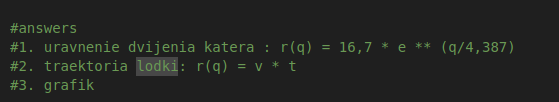 #answers
#1. uravnenie dvijenia katera : r(q) = 16,7 * e ** (q/4,387)
#2. traektoria lodki: r(q) = v * t
#3. grafik